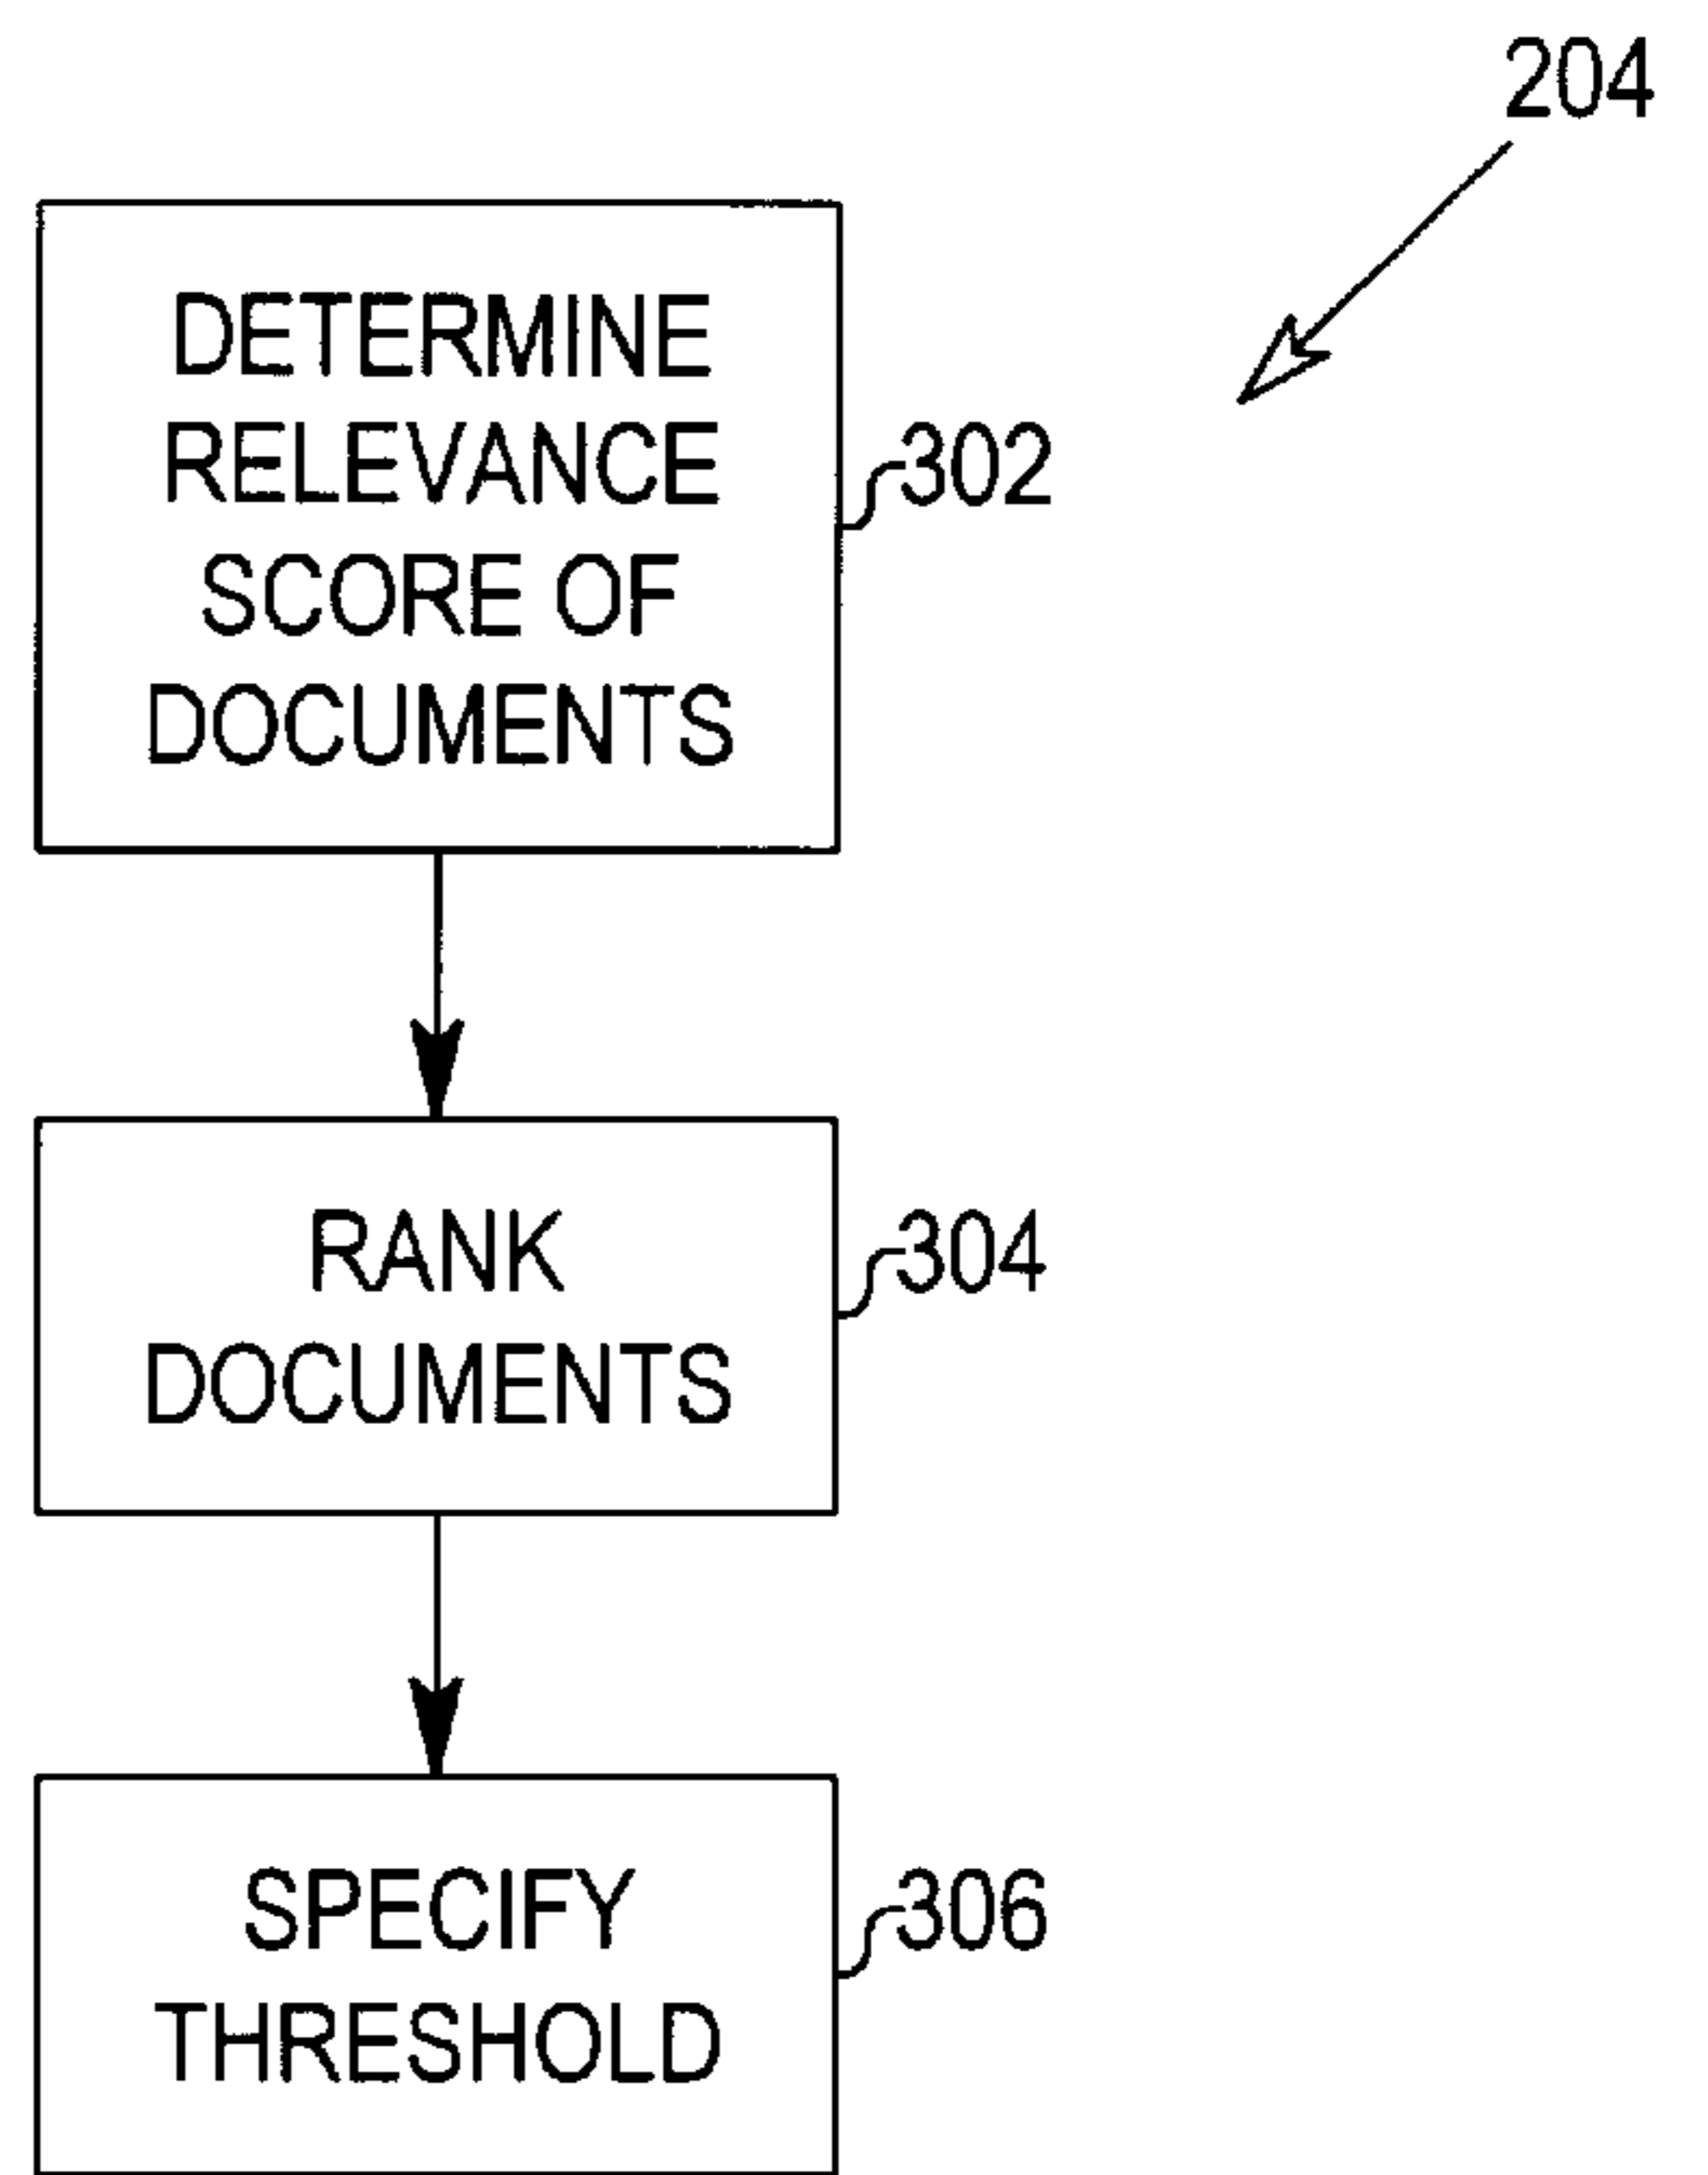 204
DETERMINE
RELEVANCE
SCORE OF
DOCUMENTS
302
RANK
DOCUMENTS
304
SPECIFY
THRESHOLD
306